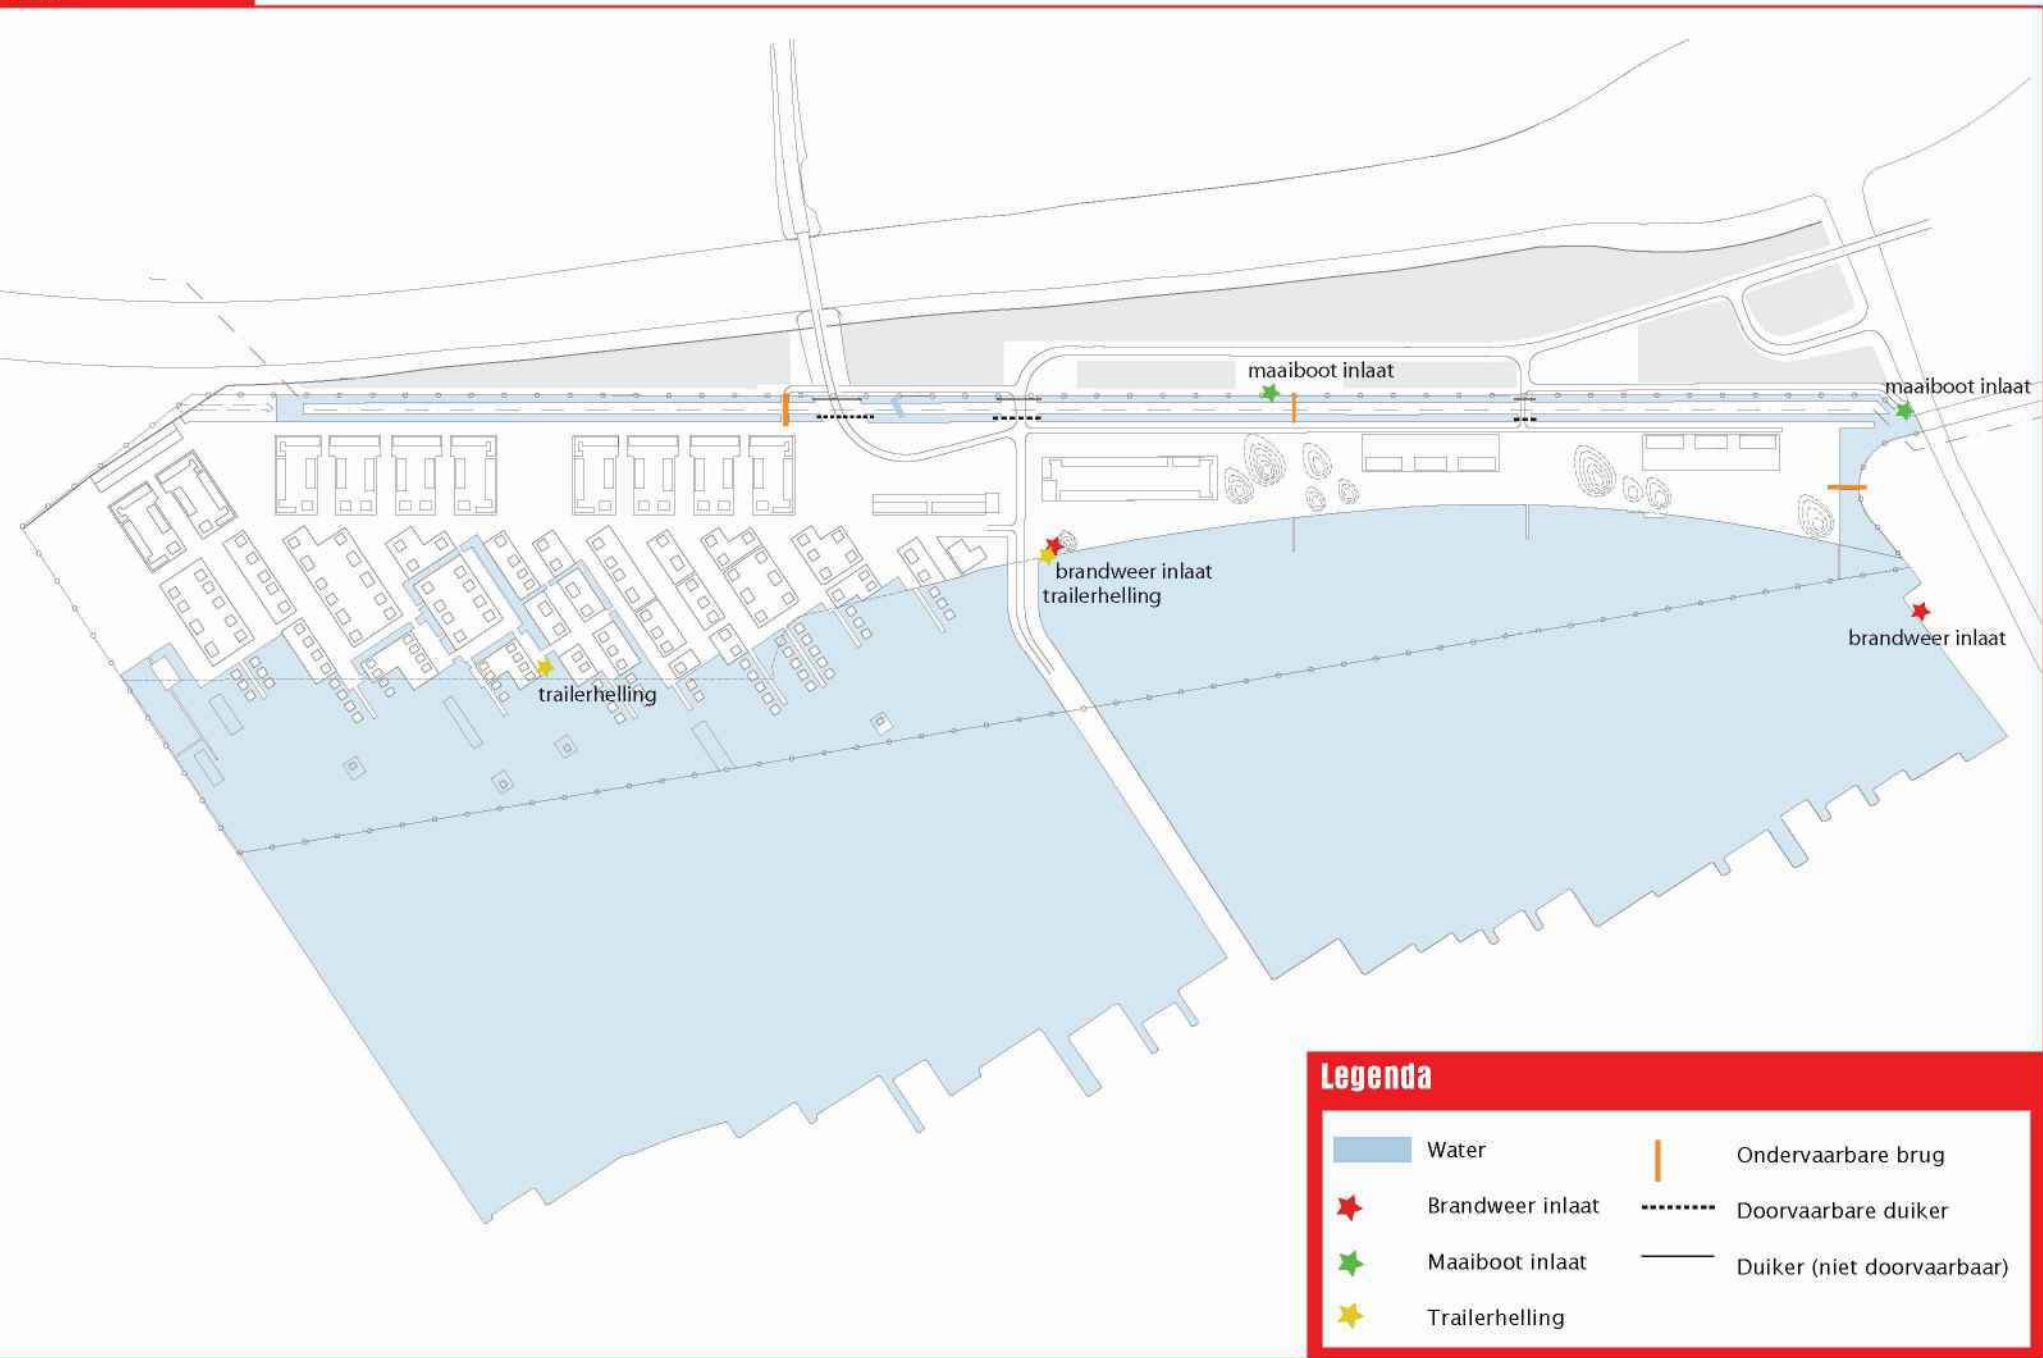 maaiboot inlaat
maaiboot inlaat
brandweer inlaat
trailerhelling
brandweer inlaat
trailerhelling
Legenda
Water
Brandweer inlaat
Maaiboot inlaat
Trailerhelling
Ondervaarbare brug
Doorvaarbare duiker
Duiker (niet doorvaarbaar)